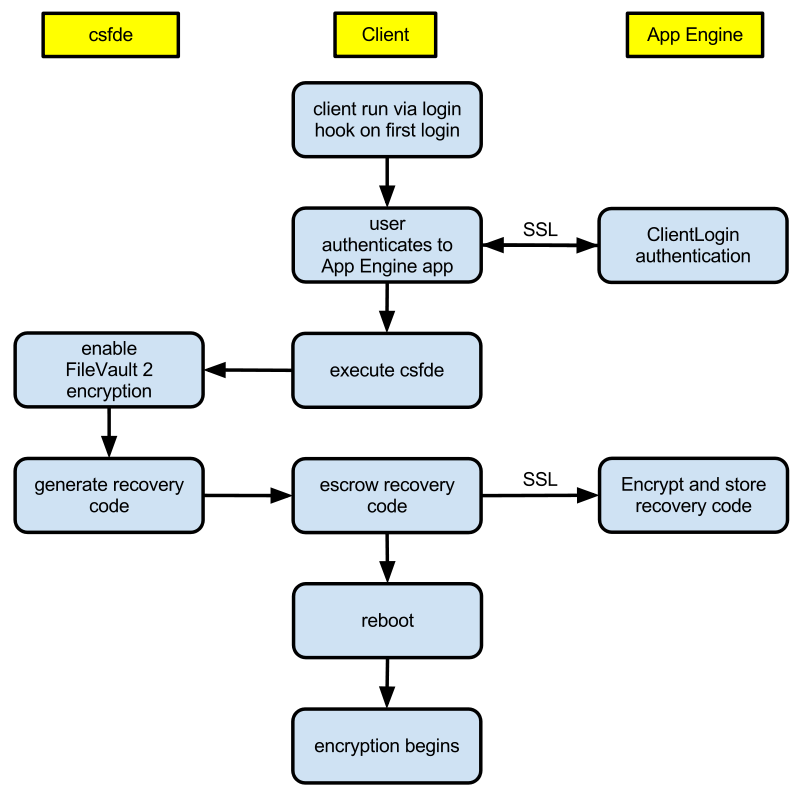 csfde
Client
App Engine
client run via login
hook on first login
user
authenticates to
App Engine app
SSL
ClientLogin
authentication
enable
FileVault 2
encryption
execute csfde
generate recovery
code
escrow recovery
code
SSL
Encrypt and store
recovery code
reboot
encryption begins